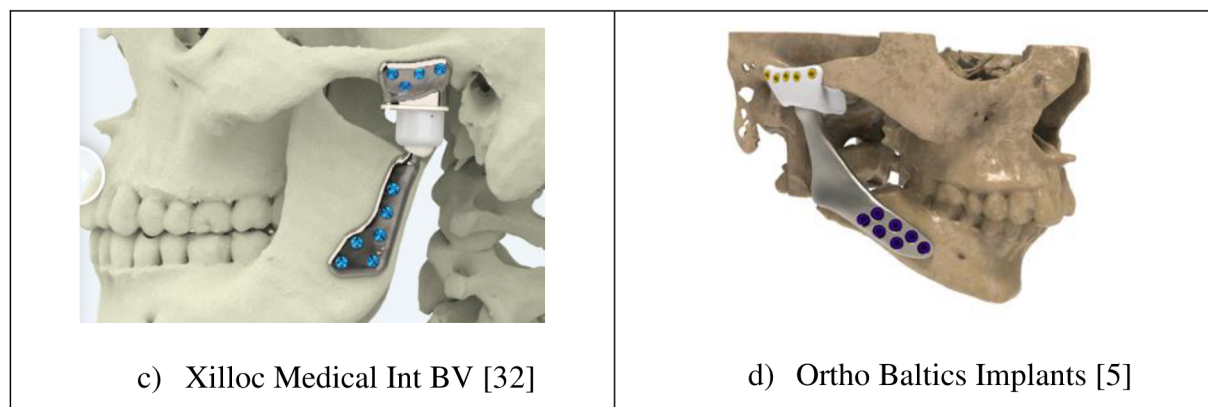 c) Xilloc Medical Int BV [32]
d) Ortho Baltics Implants [5]